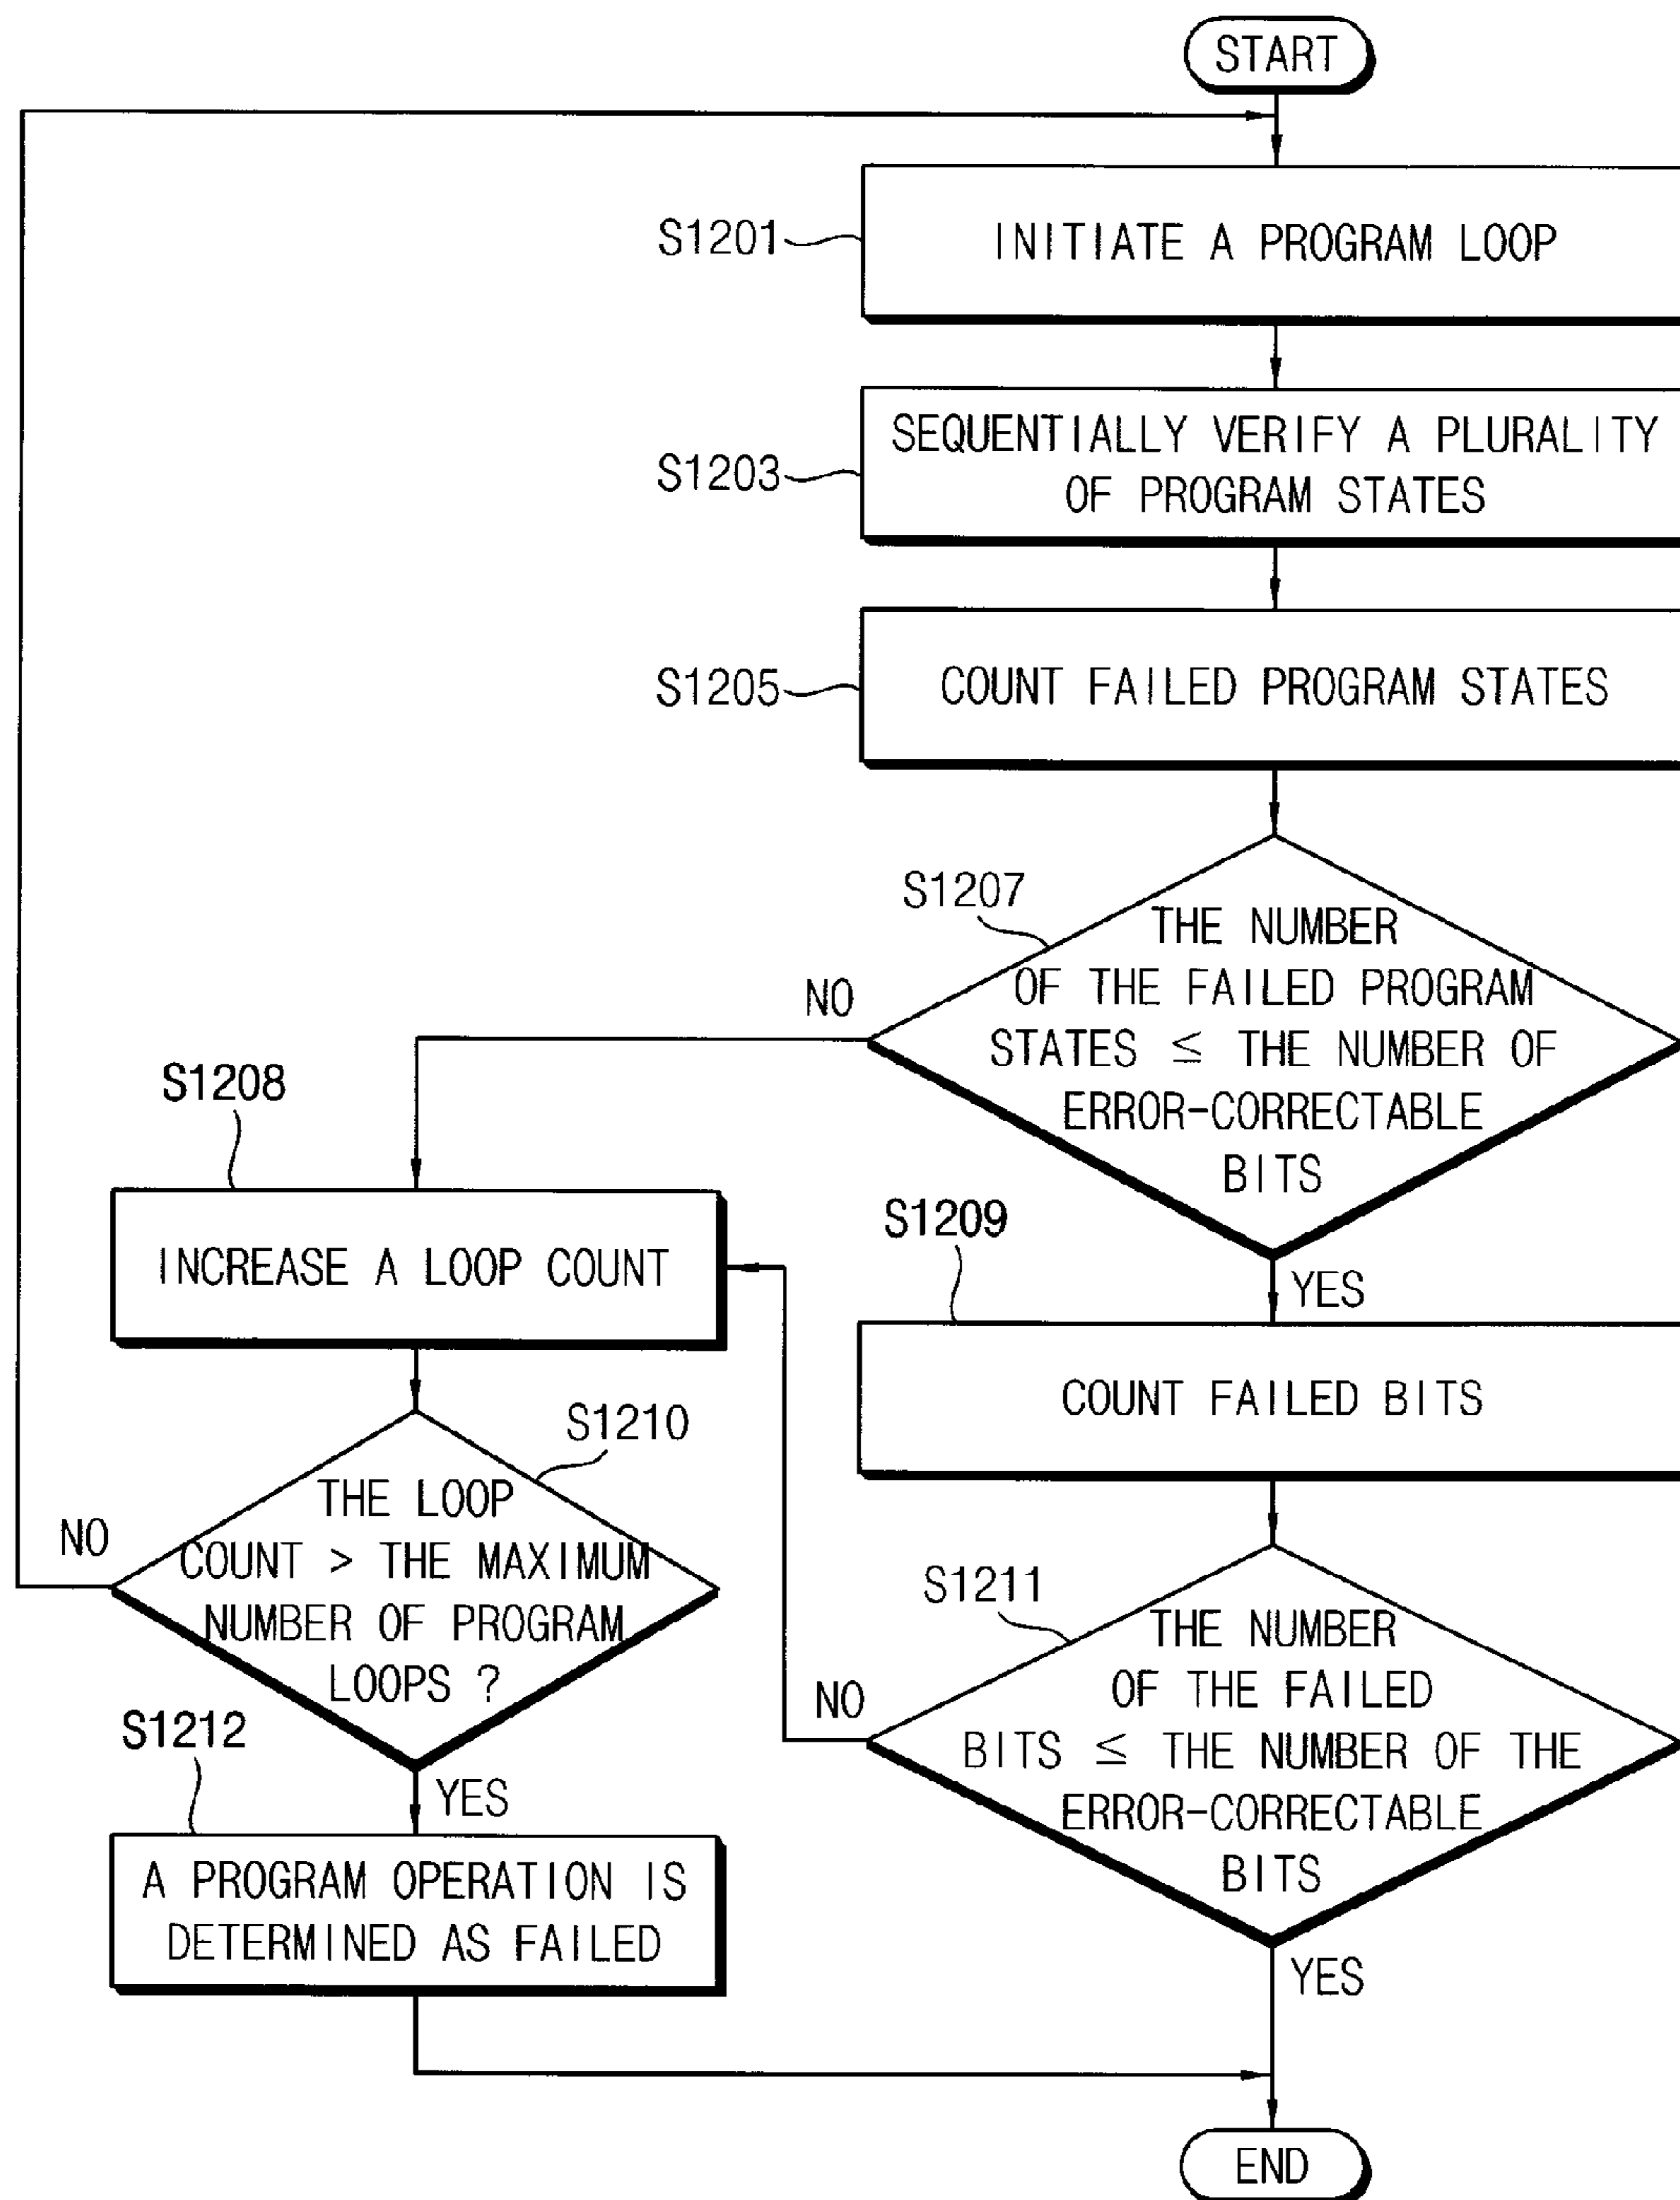 START
S1201
INITIATE A PROGRAM LOOP
S1203
SEQUENTIALLY VERIFY A PLURALITY
OF PROGRAM STATES
S1205
COUNT FAILED PROGRAM STATES
S1207
THE NUMBER
OF THE FAILED PROGRAM
STATES ≤ THE NUMBER OF
ERROR-CORRECTABLE
BITS
NO
YES
S1208
INCREASE A LOOP COUNT
S1209
COUNT FAILED BITS
S1210
THE LOOP
COUNT > THE MAXIMUM
NUMBER OF PROGRAM
LOOPS ?
NO
YES
S1211
THE NUMBER
OF THE FAILED
BITS ≤ THE NUMBER OF THE
ERROR-CORRECTABLE
BITS
NO
YES
S1212
A PROGRAM OPERATION IS
DETERMINED AS FAILED
END